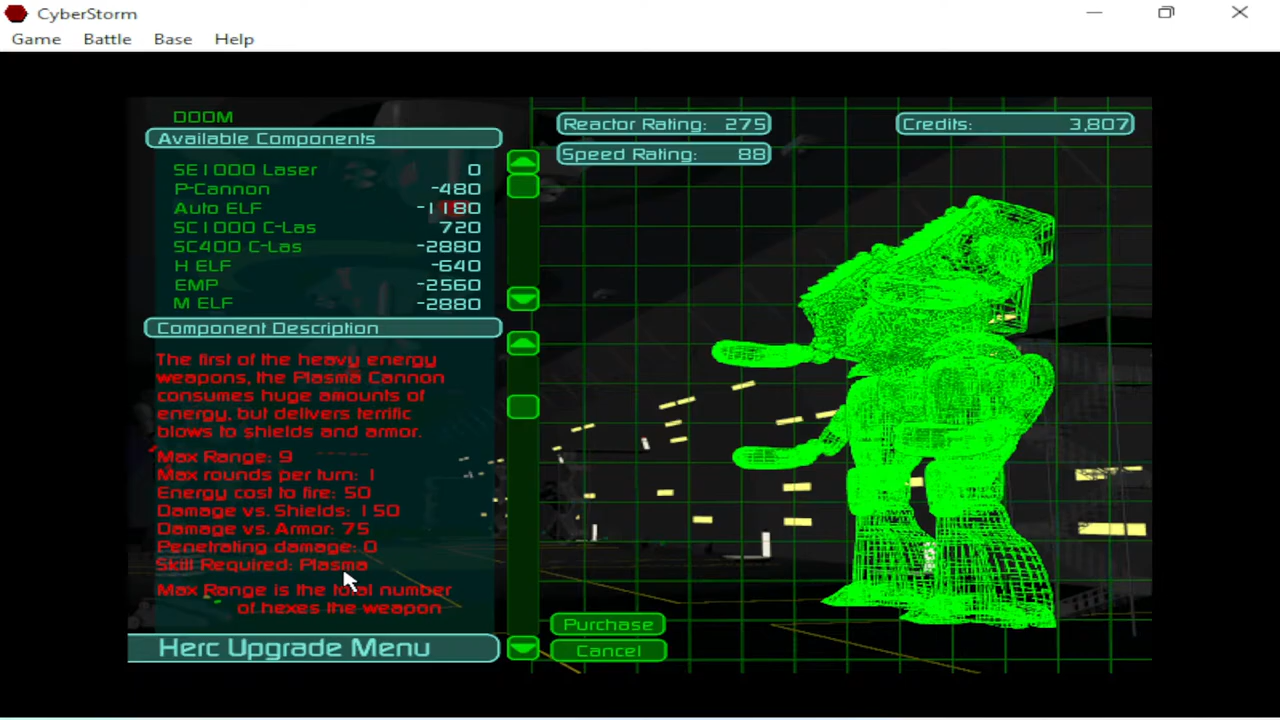 CyberStorm
Game Battle Base Help
DOOM
Available Components
SE1000 Laser 0
P-Cannon -480
Auto ELF -1180
SC1000 C-Las 720
SC400 C-Las -2880
H ELF -640
EMP -2560
M ELF -2880
Component Description
The first of the heavy energy
weapons, the Plasma Cannon
consumes huge amounts of
energy, but delivers terrific
blows to shields and armor.
Max Range: 9
Max rounds per turn: 1
Energy cost to fire: 50
Damage vs. Shields: 150
Damage vs. Armor: 75
Penetrating damage: 0
Skill Required: Plasma
Max Range is the total number
of hexes the weapon
Herc Upgrade Menu
Reactor Rating: 275
Speed Rating: 88
Credits: 3,807
Purchase
Cancel